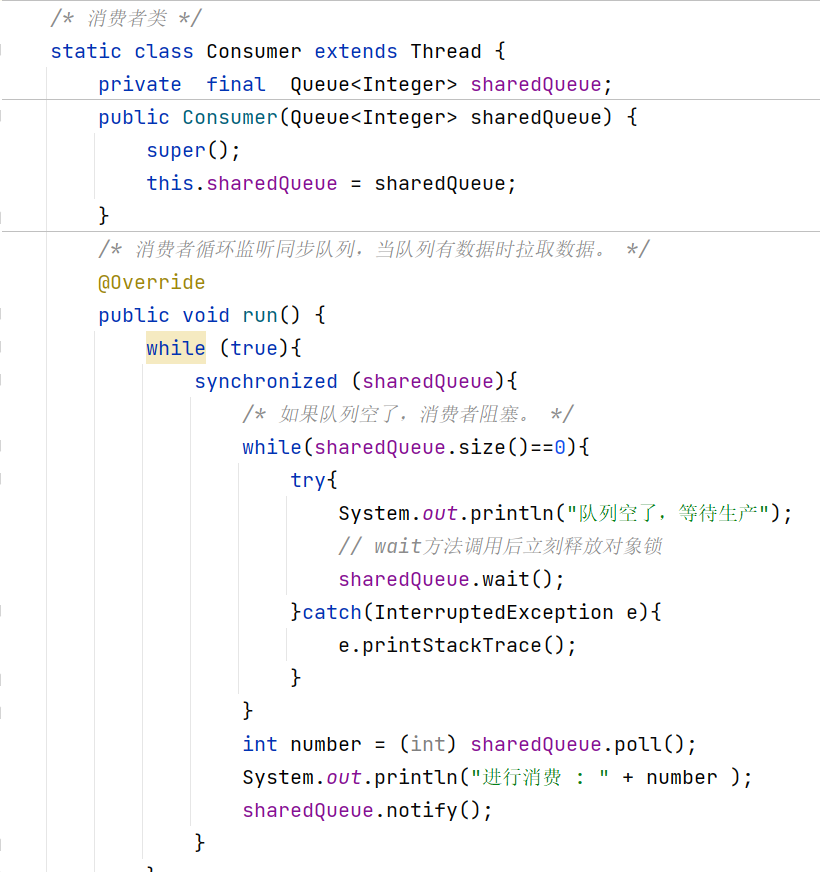 /* 消费者类 */
static class Consumer extends Thread {
private  final  Queue<Integer> sharedQueue;
public Consumer(Queue<Integer> sharedQueue) {
super();
this.sharedQueue = sharedQueue;
}
/* 消费者循环监听同步队列，当队列有数据时拉取数据。 */
@Override
public void run() {
while (true){
synchronized (sharedQueue){
/* 如果队列空了，消费者阻塞。 */
while(sharedQueue.size()==0){
try{
System.out.println("队列空了，等待生产");
// wait方法调用后立刻释放对象锁
sharedQueue.wait();
}catch(InterruptedException e){
e.printStackTrace();
}
}
int number = (int) sharedQueue.poll();
System.out.println("进行消费 : " + number );
sharedQueue.notify();
}